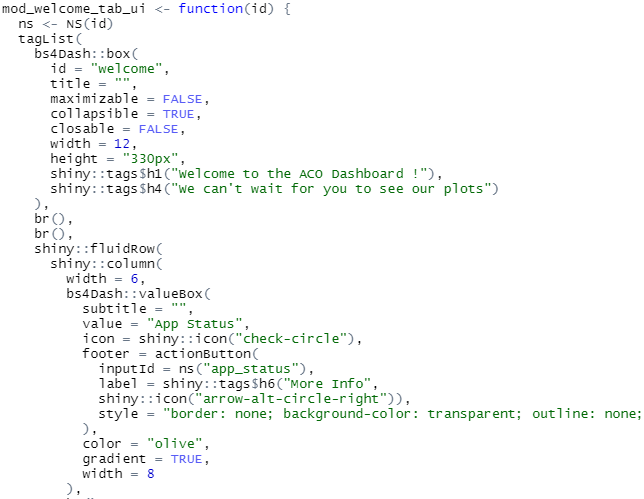 mod_welcome_tab_ui <- function(id) {
  ns <- NS(id)
  tagList(
    bs4Dash::box(
      id = "welcome",
      title = "",
      maximizable = FALSE,
      collapsible = TRUE,
      closable = FALSE,
      width = 12,
      height = "330px",
      shiny::tags$h1("Welcome to the ACO Dashboard !"),
      shiny::tags$h4("We can't wait for you to see our plots")
    ),
    br(),
    br(),
    shiny::fluidRow(
      shiny::column(
        width = 6,
        bs4Dash::valueBox(
          subtitle = "",
          value = "App Status",
          icon = shiny::icon("check-circle"),
          footer = actionButton(
            inputId = ns("app_status"),
            label = shiny::tags$h6("More Info",
            shiny::icon("arrow-alt-circle-right")),
            style = "border: none; background-color: transparent; outline: none;
          ),
          color = "olive",
          gradient = TRUE,
          width = 8
        ),